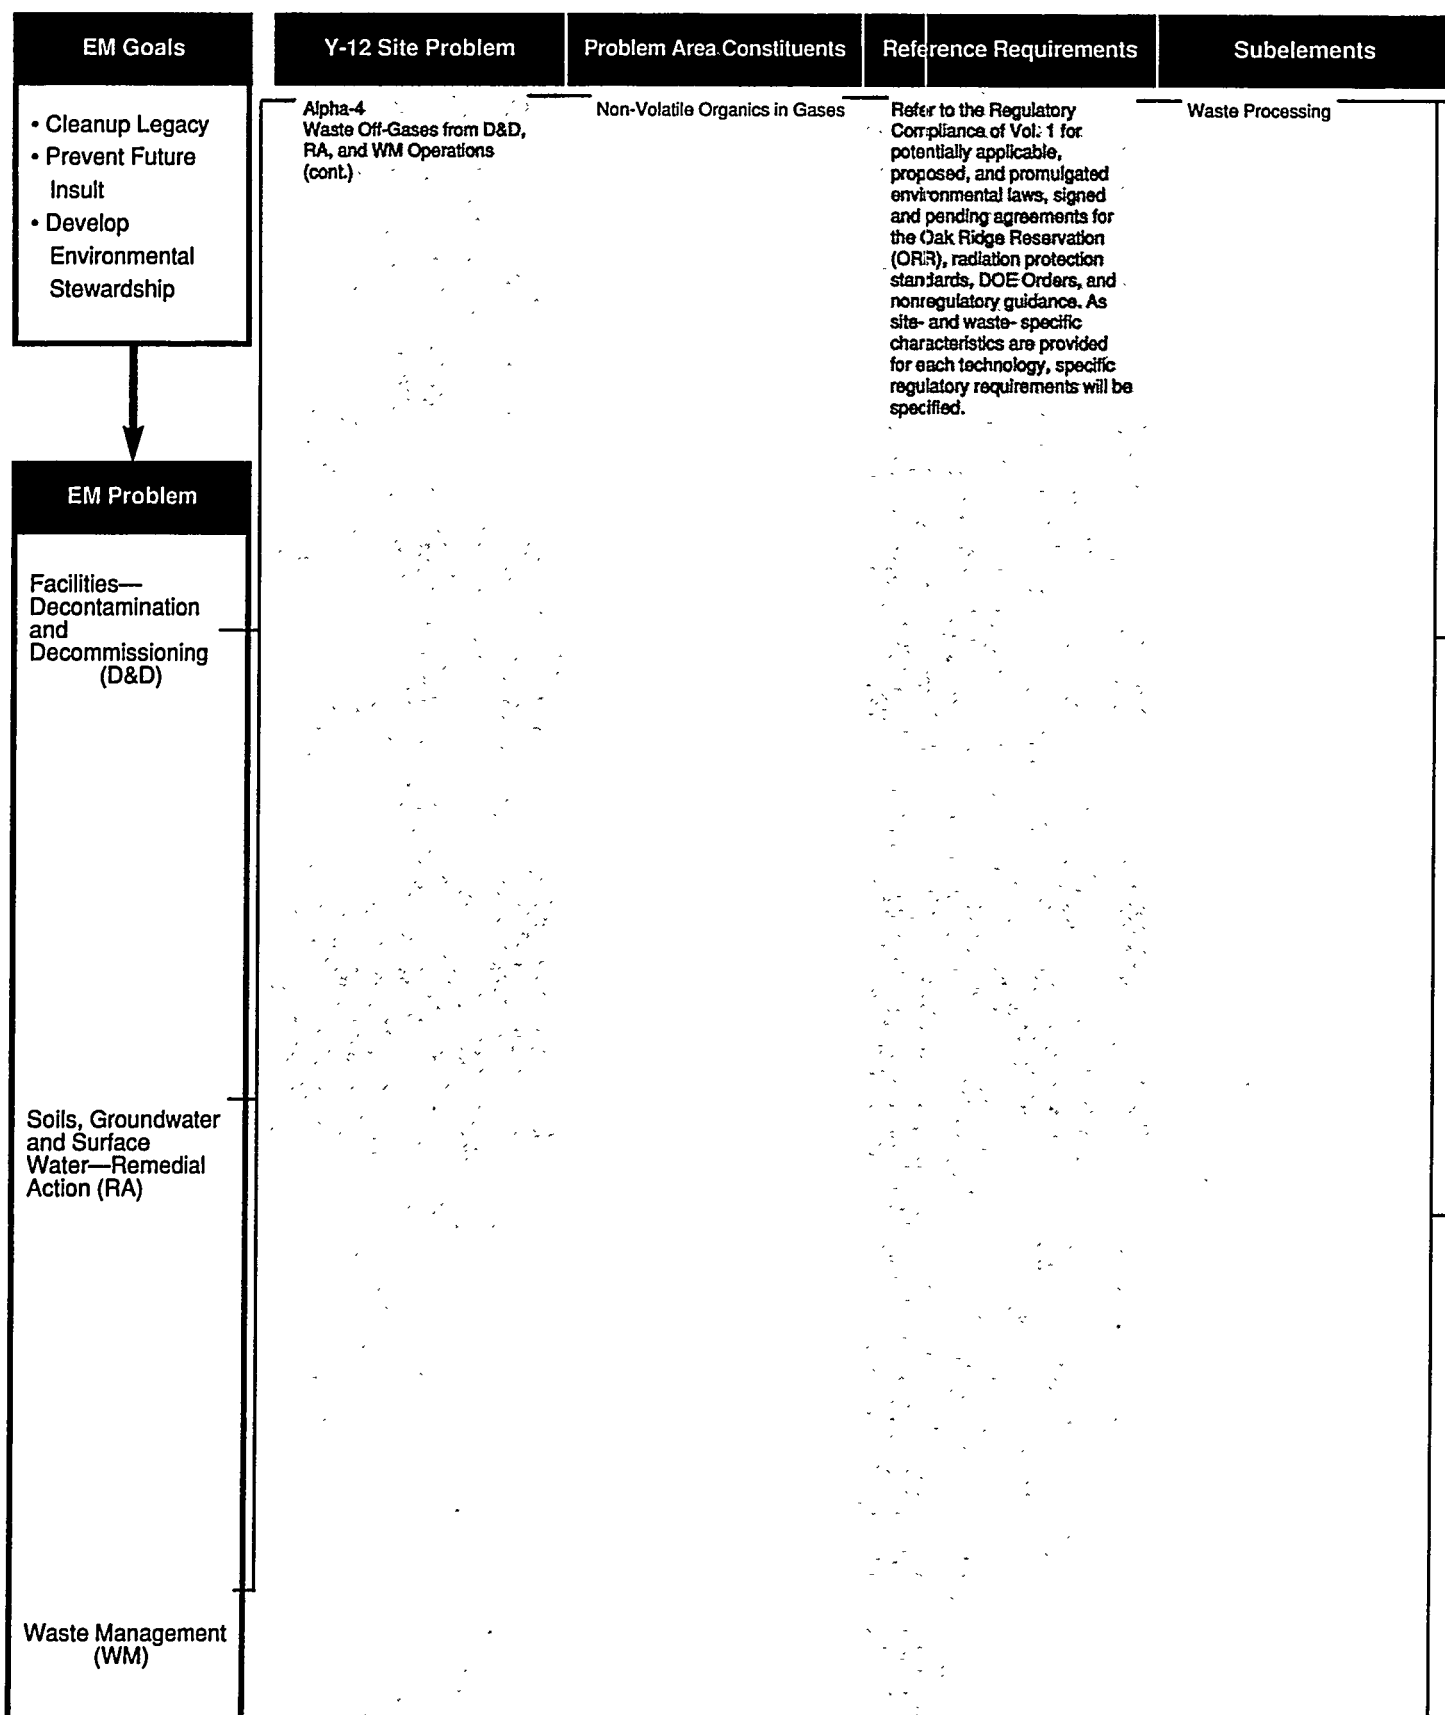 EM Goals
• Cleanup Legacy
• Prevent Future
Insult
• Develop
Environmental
Stewardship
EM Problem
Facilities—
Decontamination
and
Decommissioning
(D&D)
Soils, Groundwater
and Surface
Water—Remedial
Action (RA)
Waste Management
(WM)
Y-12 Site Problem
Alpha-4
Waste Off-Gases from D&D,
RA, and WM Operations
(cont.)
Problem Area Constituents
Non-Volatile Organics in Gases
Reference Requirements
Refer to the Regulatory
Compliance of Vol. 1 for
potentially applicable,
proposed, and promulgated
environmental laws, signed
and pending agreements for
the Oak Ridge Reservation
(ORR), radiation protection
standards, DOE Orders, and
nonregulatory guidance. As
site- and waste- specific
characteristics are provided
for each technology, specific
regulatory requirements will be
specified.
Subelements
Waste Processing